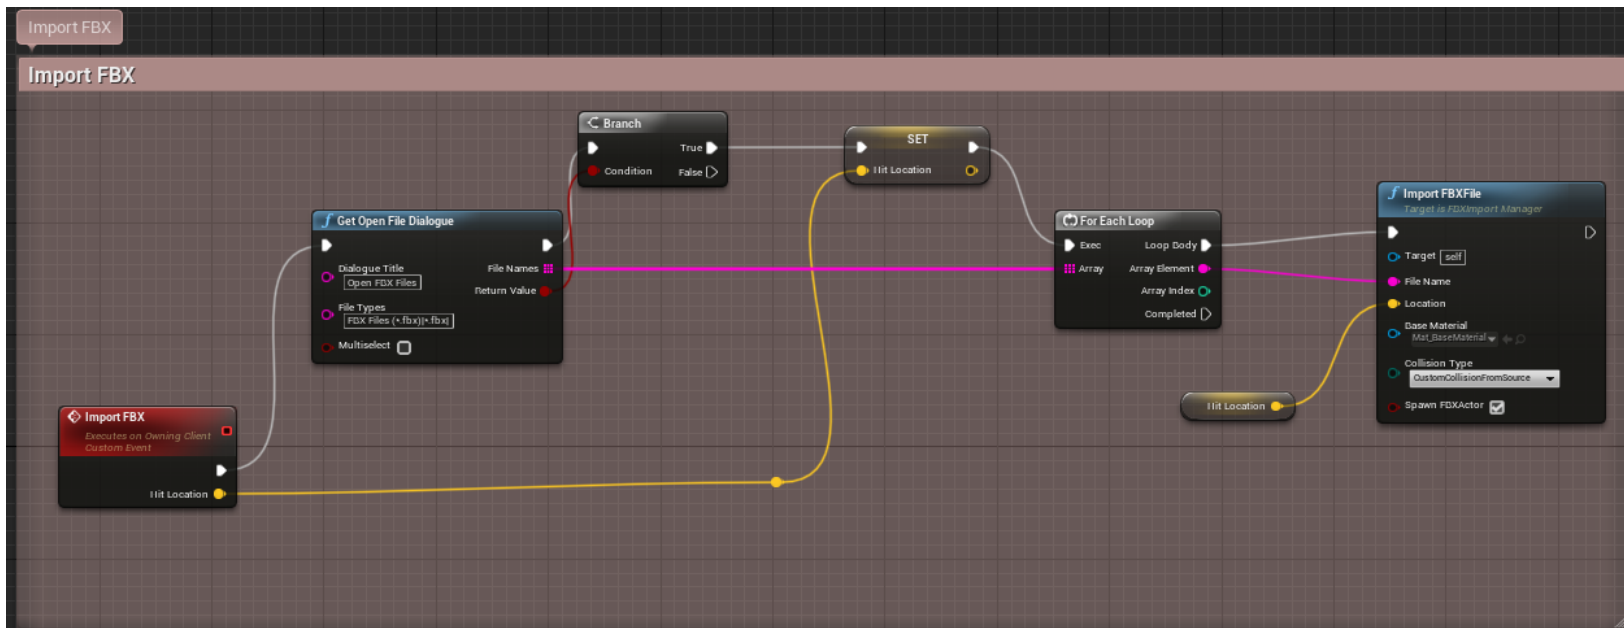 Import FBX
Import FBX
Branch
True
Condition
False
SET
Hit Location
Get Open File Dialogue
Dialogue Title
File Names
Open FBX Files
Return Value
File Types
FBX Files (*.fbx)|*.fbx|
Multiselect
For Each Loop
Exec
Loop Body
Array
Array Element
Array Index
Completed
Import FBXFile
Target is FBXImport Manager
Target
self
File Name
Location
Base Material
Mat_BaseMaterial
Collision Type
CustomCollisionFromSource
Spawn FBXActor
Hit Location
Import FBX
Executes on Owning Client
Custom Event
Hit Location